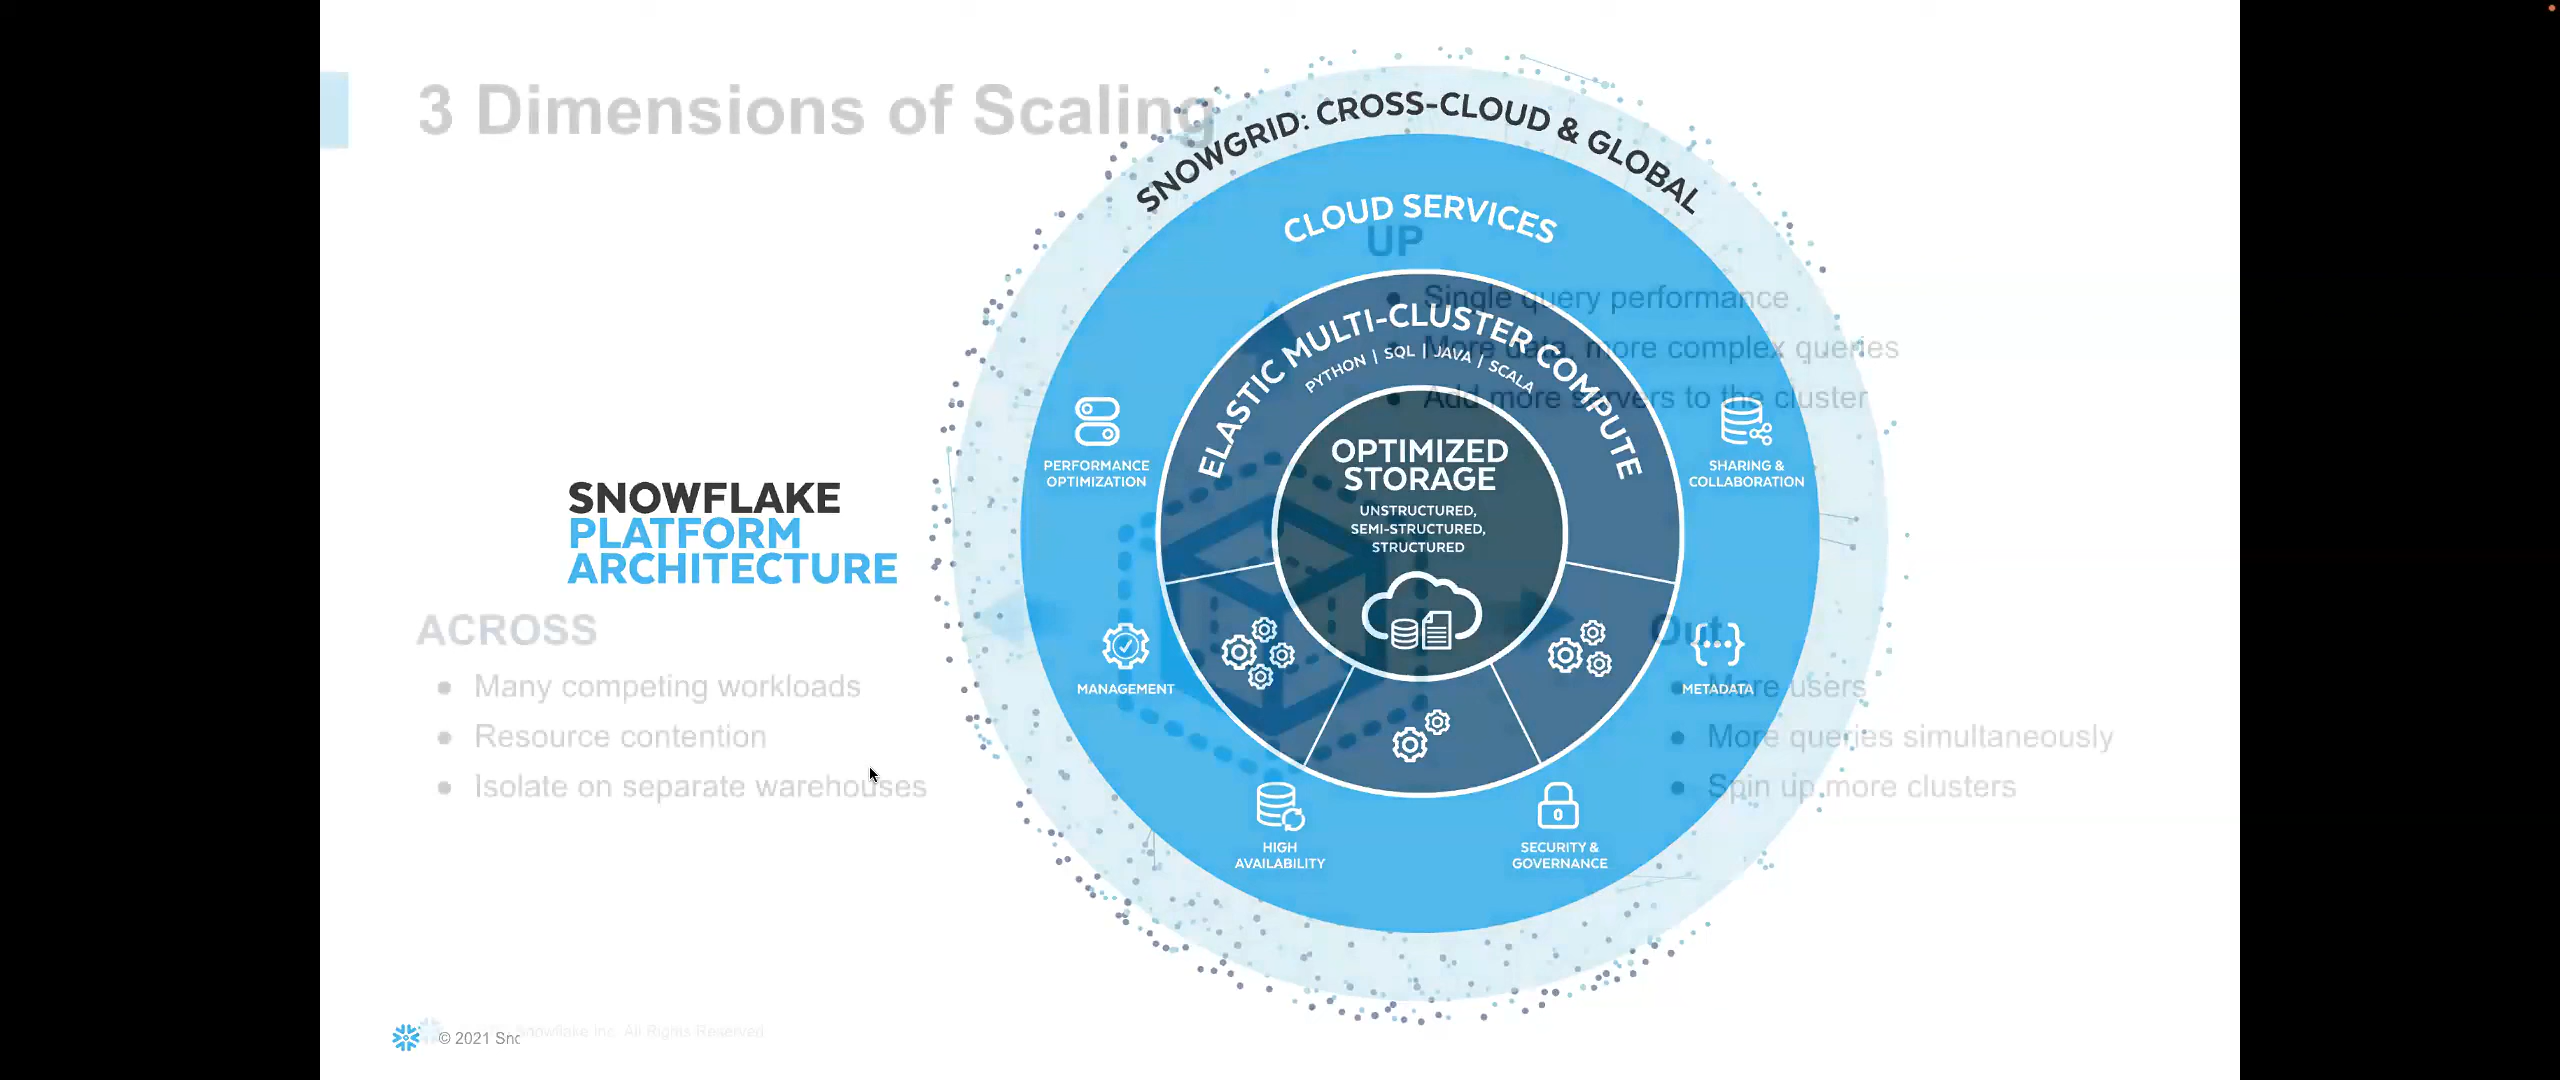 3 Dimensions of Scaling
SNOWGRID: CROSS-CLOUD & GLOBAL
CLOUD SERVICES
UP
● Single query performance
● More data, more complex queries
● Add more servers to the cluster
ELASTIC MULTI-CLUSTER COMPUTE
PYTHON | SQL | JAVA | SCALA
OPTIMIZED
STORAGE
UNSTRUCTURED,
SEMI-STRUCTURED,
STRUCTURED
PERFORMANCE
OPTIMIZATION
SHARING &
COLLABORATION
SNOWFLAKE
PLATFORM
ARCHITECTURE
ACROSS
● Many competing workloads
● Resource contention
● Isolate on separate warehouses
MANAGEMENT
METADATA
Out
● More users
● More queries simultaneously
● Spin up more clusters
HIGH
AVAILABILITY
SECURITY &
GOVERNANCE
© 2021 Sno
Snowflake Inc. All Rights Reserved